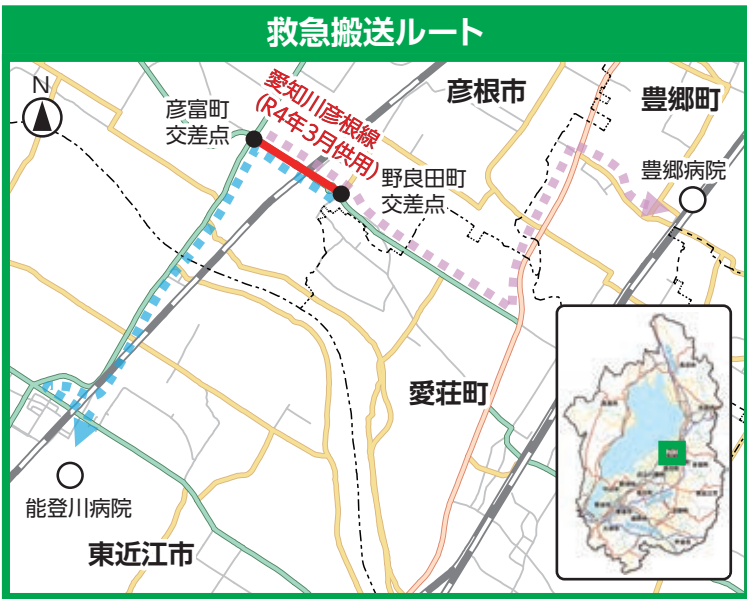 救急搬送ルート
N
彦富町
交差点
愛知川彦根線
(R4年3月供用)
彦根市
豊郷町
豊郷病院
野良田町
交差点
愛荘町
能登川病院
東近江市